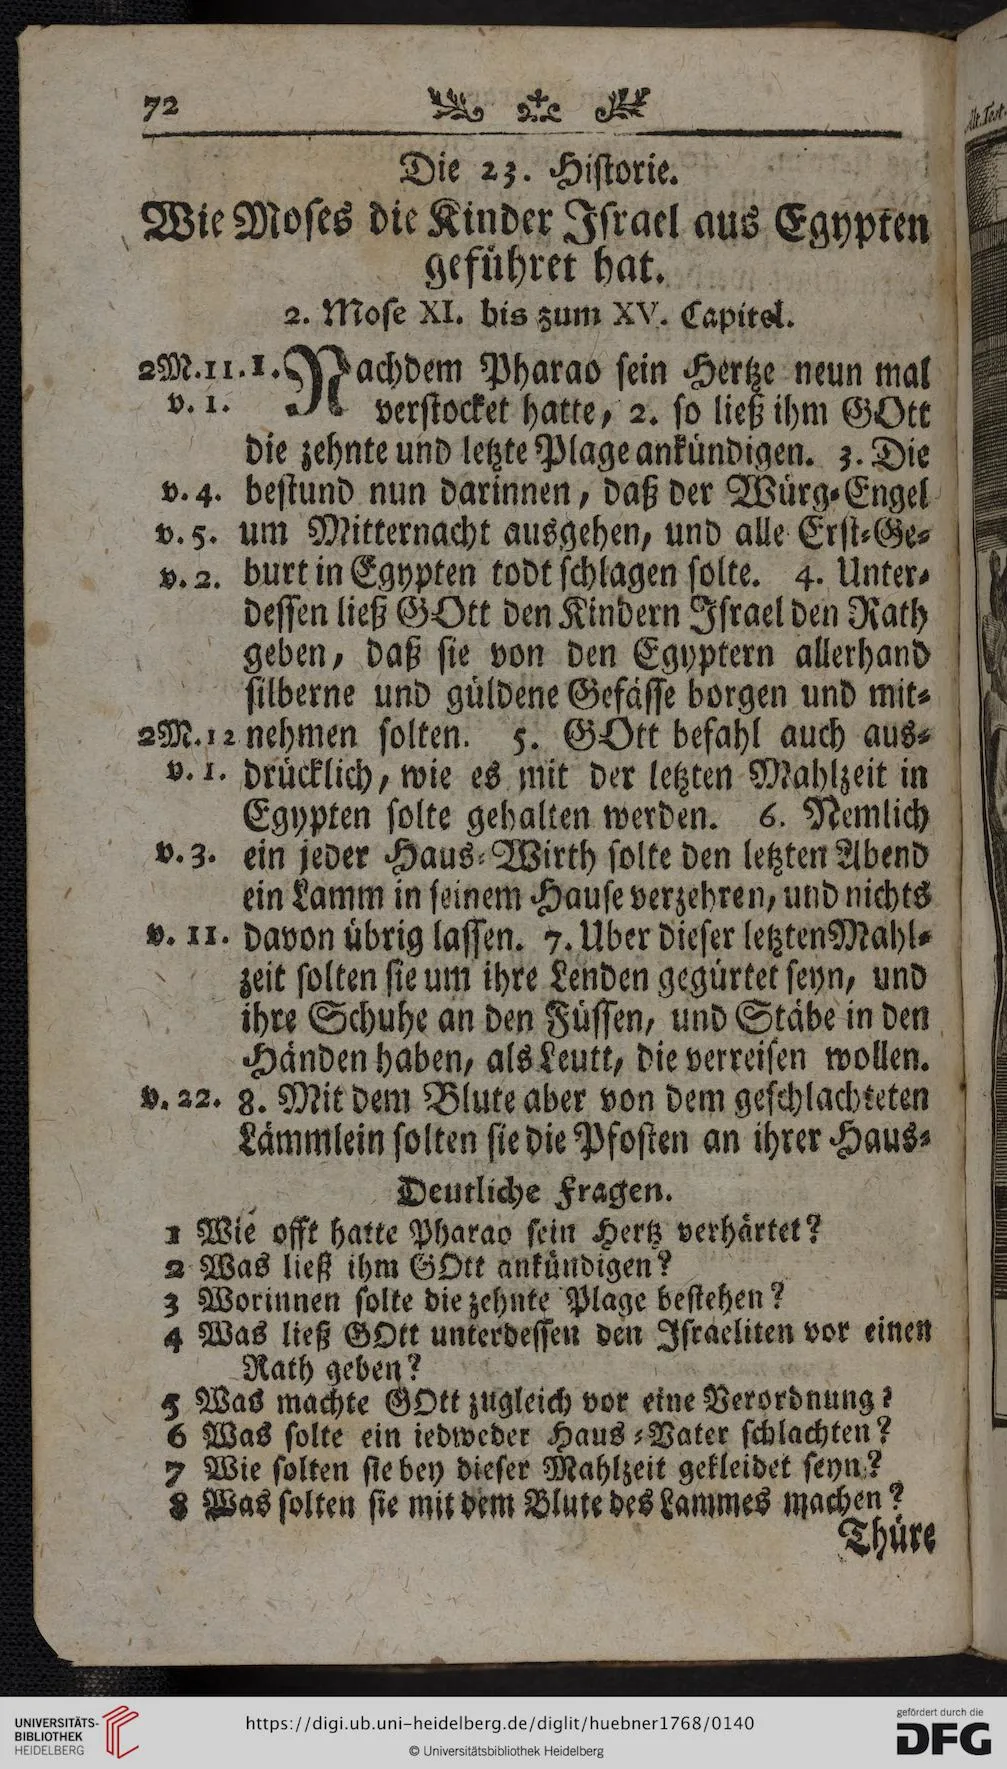 72
Die 23. Historie.
Wie Moses die Kinder Israel aus Egypten
geführet hat.
2. Mose XI. bis zum XV. Capitel.
2M.11. 1. Nachdem Pharao sein Hertze neun mal
v. 1. verstocket hatte, 2. so ließ ihm GOtt
die zehnte und letzte Plage ankündigen. 3. Die
v. 4. bestund nun darinnen, daß der Würg-Engel
v. 5. um Mitternacht ausgehen, und alle Erst-Ge-
v. 2. burt in Egypten todt schlagen solte. 4. Unter-
dessen ließ GOtt den Kindern Israel den Rath
geben, daß sie von den Egyptern allerhand
silberne und güldene Gefässe borgen und mit-
2M.12 nehmen solten. 5. GOtt befahl auch aus-
v. 1. drücklich, wie es mit der letzten Mahlzeit in
Egypten solte gehalten werden. 6. Nemlich
v. 3. ein jeder Haus-Wirth solte den letzten Abend
ein Lamm in seinem Hause verzehren, und nichts
v. 11. davon übrig lassen. 7. Uber dieser letzten Mahl-
zeit solten sie um ihre Lenden gegürtet seyn, und
ihre Schuhe an den Füssen, und Stäbe in den
Händen haben, als Leutt, die verreisen wollen.
v. 22. 8. Mit dem Blute aber von dem geschlachteten
Lämmlein solten sie die Pfosten an ihrer Haus-
Deutliche Fragen.
1 Wie offt hatte Pharao sein Hertz verhärtet?
2 Was ließ ihm GOtt ankündigen?
3 Worinnen solte die zehnte Plage bestehen?
4 Was ließ GOtt unterdessen den Israeliten vor einen
Rath geben?
5 Was machte GOtt zugleich vor eine Verordnung?
6 Was solte ein iedweder Haus-Vater schlachten?
7 Wie solten sie bey dieser Mahlzeit gekleidet seyn?
8 Was solten sie mit dem Blute des Lammes machen?
Thüre
Alt. Test.
UNIVERSITÄTS-
BIBLIOTHEK
HEIDELBERG
https://digi.ub.uni-heidelberg.de/diglit/huebner1768/0140
© Universitätsbibliothek Heidelberg
gefördert durch die
DFG